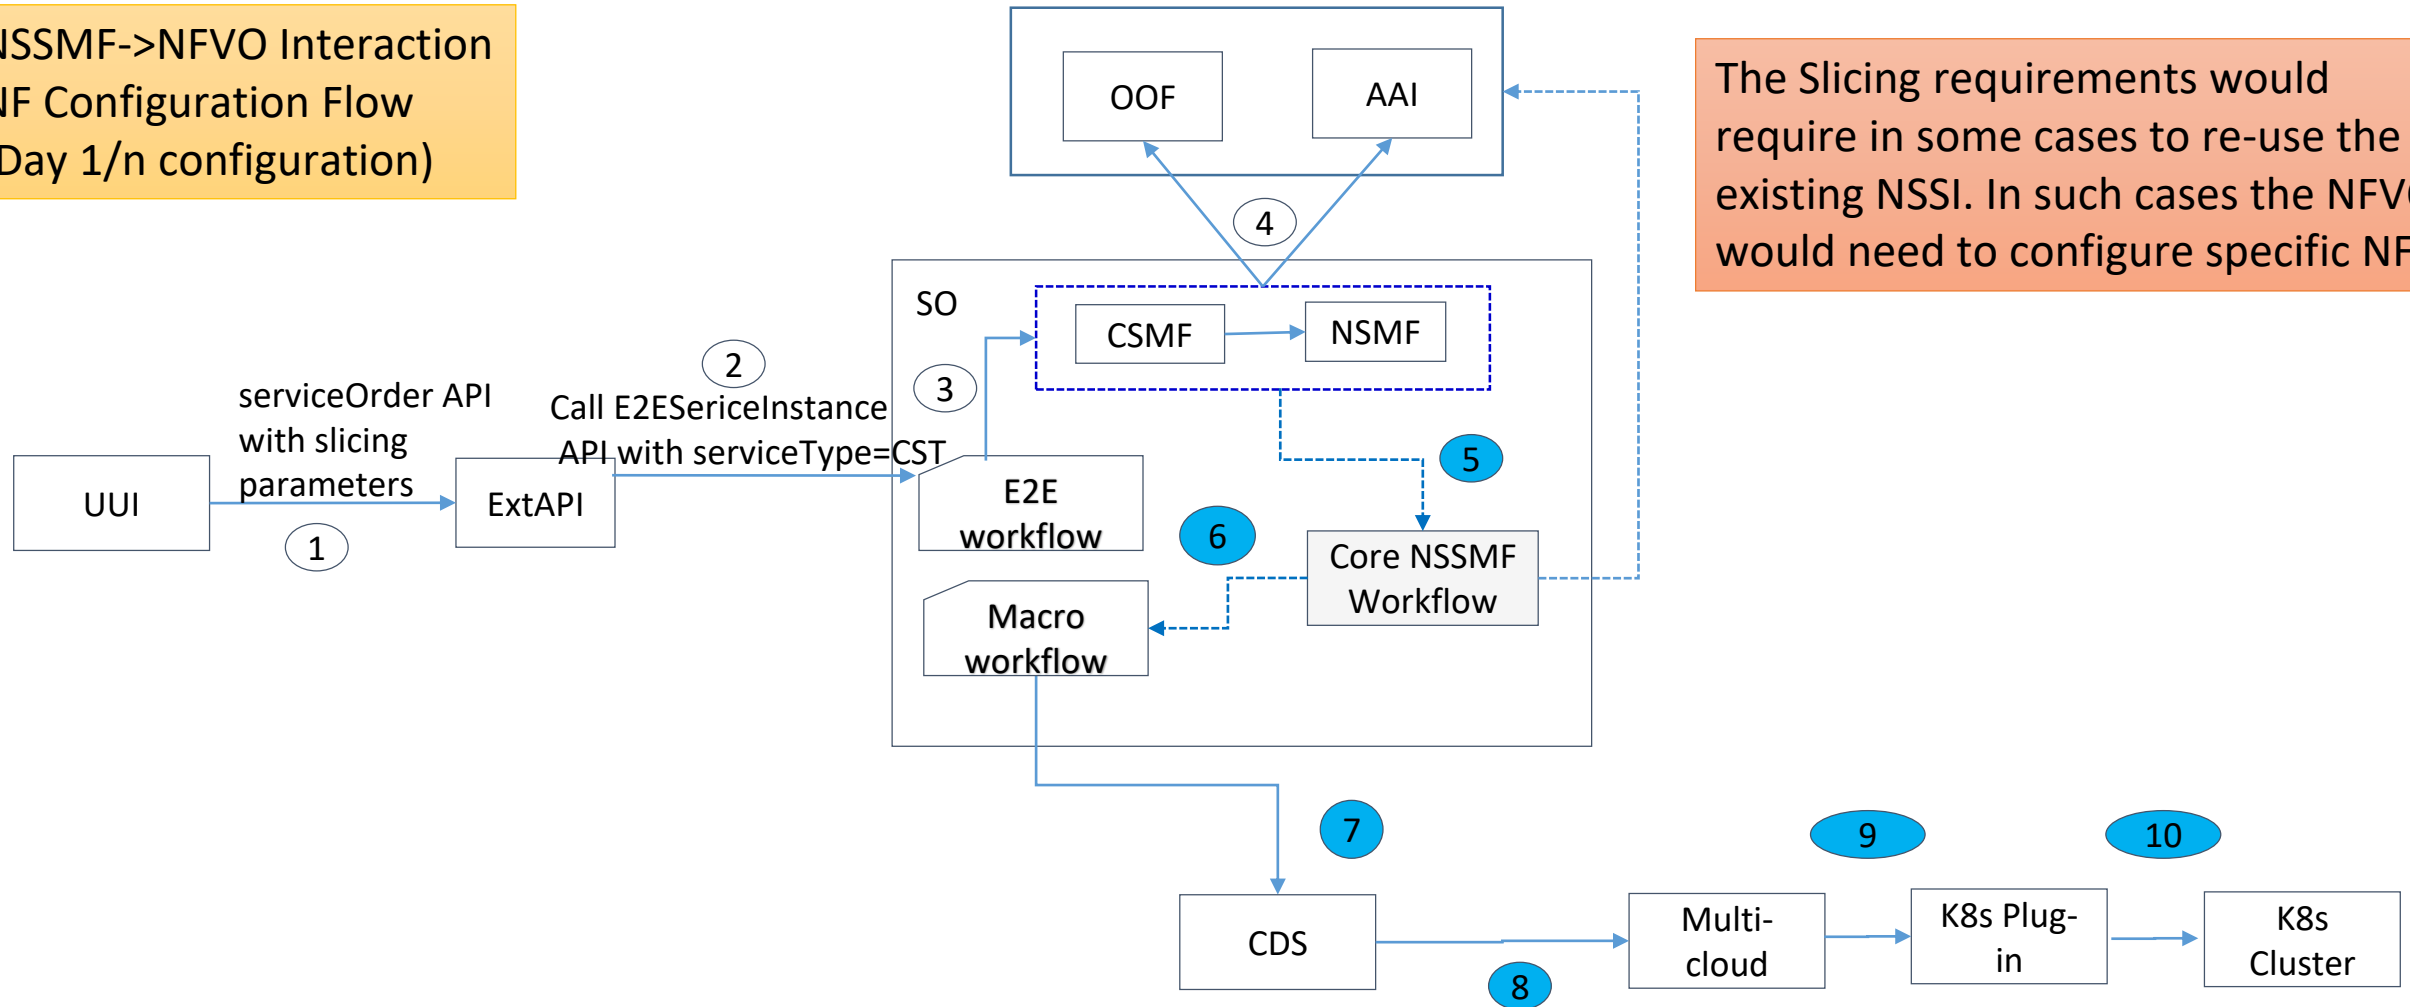 NSSMF->NFVO Interaction
NF Configuration Flow
(Day 1/n configuration)
OOF
AAI
The Slicing requirements would
require in some cases to re-use the
existing NSSI. In such cases the NFVO
would need to configure specific NF
4
SO
CSMF
NSMF
2
3
serviceOrder API
with slicing
parameters
Call E2ESericeInstance
API with serviceType=CST
5
UUI
ExtAPI
1
E2E
workflow
6
Core NSSMF
Workflow
Macro
workflow
7
9
10
CDS
8
Multi-
cloud
K8s Plug-
in
K8s
Cluster